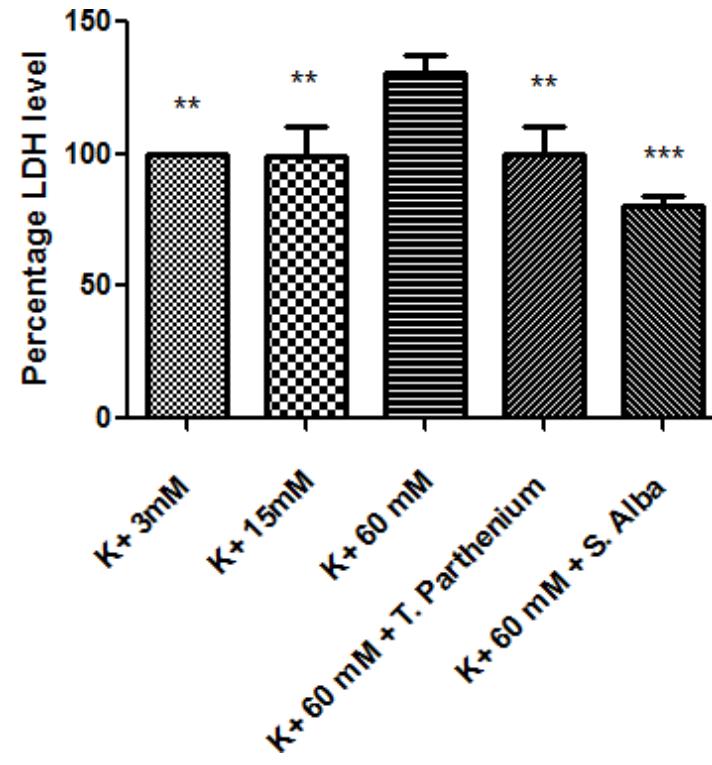 Percentage LDH level
150
100
50
0
**
**
**
***
K+ 3mM
K+ 15mM
K+ 60 mM
K+ 60 mM + T. Parthenium
K+ 60 mM + S. Alba